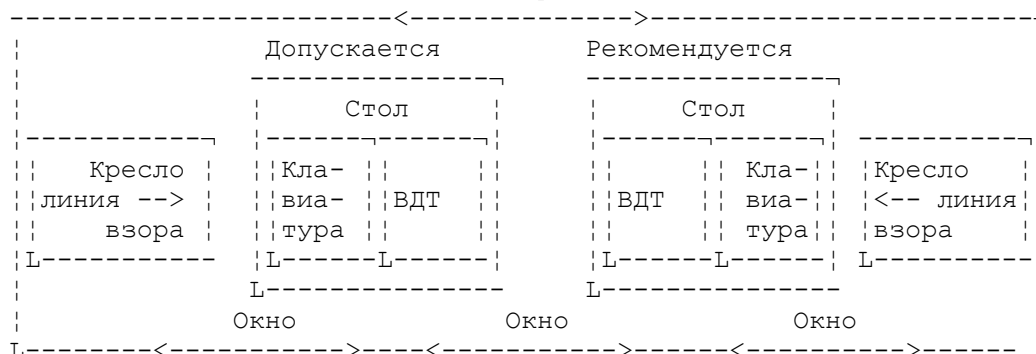 Допускается Рекомендуется
Стол Стол
Кресло Кла- Кла- Кресло
линия --> виа- ВДТ ВДТ виа- <-- линия
взора тура тура взора
Окно Окно Окно